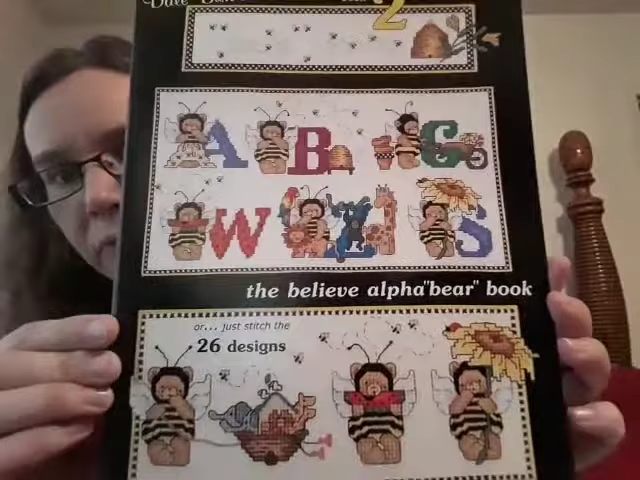 2
A B C
W Z S
the believe alpha"bear" book
or... just stitch the
26 designs